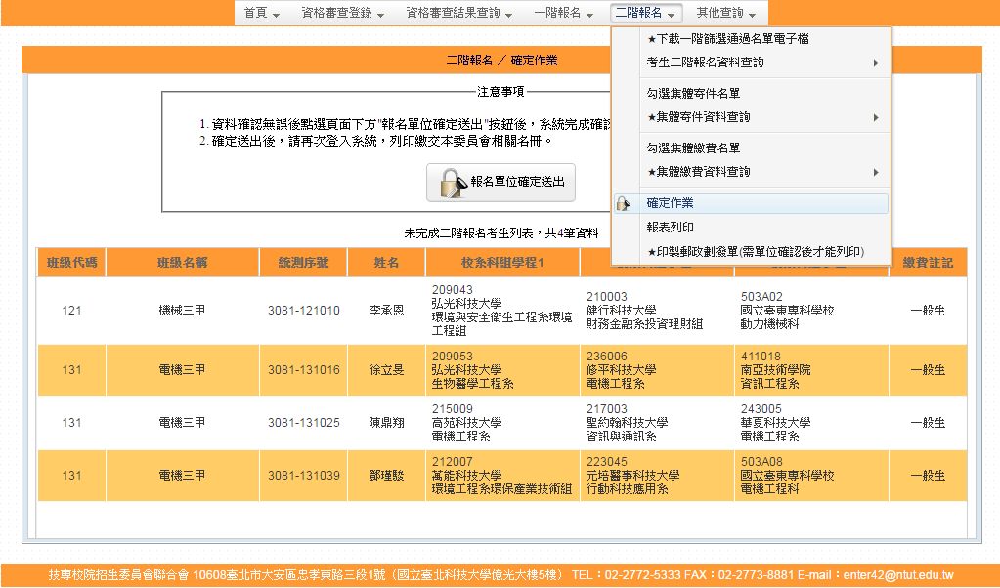 首頁 資格審查登錄 資格審查結果查詢 一階報名 二階報名 其他查詢
★下載一階篩選通過名單電子檔
考生二階報名資料查詢
勾選集體寄件名單
★集體寄件資料查詢
勾選集體繳費名單
★集體繳費資料查詢
確定作業
報表列印
★印製郵政劃撥單(需單位確認後才能列印)
二階報名 ／ 確定作業
注意事項
1. 資料確認無誤後點選頁面下方"報名單位確定送出"按鈕後，系統完成確認
2. 確定送出後，請再次登入系統，列印繳交本委員會相關名冊。
報名單位確定送出
未完成二階報名考生列表，共4筆資料
班級代碼 班級名稱 統測序號 姓名 校系科組學程1 繳費註記
121 機械三甲 3081-121010 李承恩
209043
弘光科技大學
環境與安全衛生工程系環境
工程組
210003
健行科技大學
財務金融系投資理財組
503A02
國立臺東專科學校
動力機械科
一般生
131 電機三甲 3081-131016 徐立旻
209053
弘光科技大學
生物醫學工程系
236006
修平科技大學
電機工程系
411018
南亞技術學院
資訊工程系
一般生
131 電機三甲 3081-131025 陳鼎翔
215009
高苑科技大學
電機工程系
217003
聖約翰科技大學
資訊與通訊系
243005
華夏科技大學
電機工程系
一般生
131 電機三甲 3081-131039 鄧瑾駿
212007
萬能科技大學
環境工程系環保產業技術組
223045
元培醫事科技大學
行動科技應用系
503A08
國立臺東專科學校
電機工程科
一般生
技專校院招生委員會聯合會 10608臺北市大安區忠孝東路三段1號（國立臺北科技大學億光大樓5樓） TEL：02-2772-5333 FAX：02-2773-8881 E-mail：enter42@ntut.edu.tw